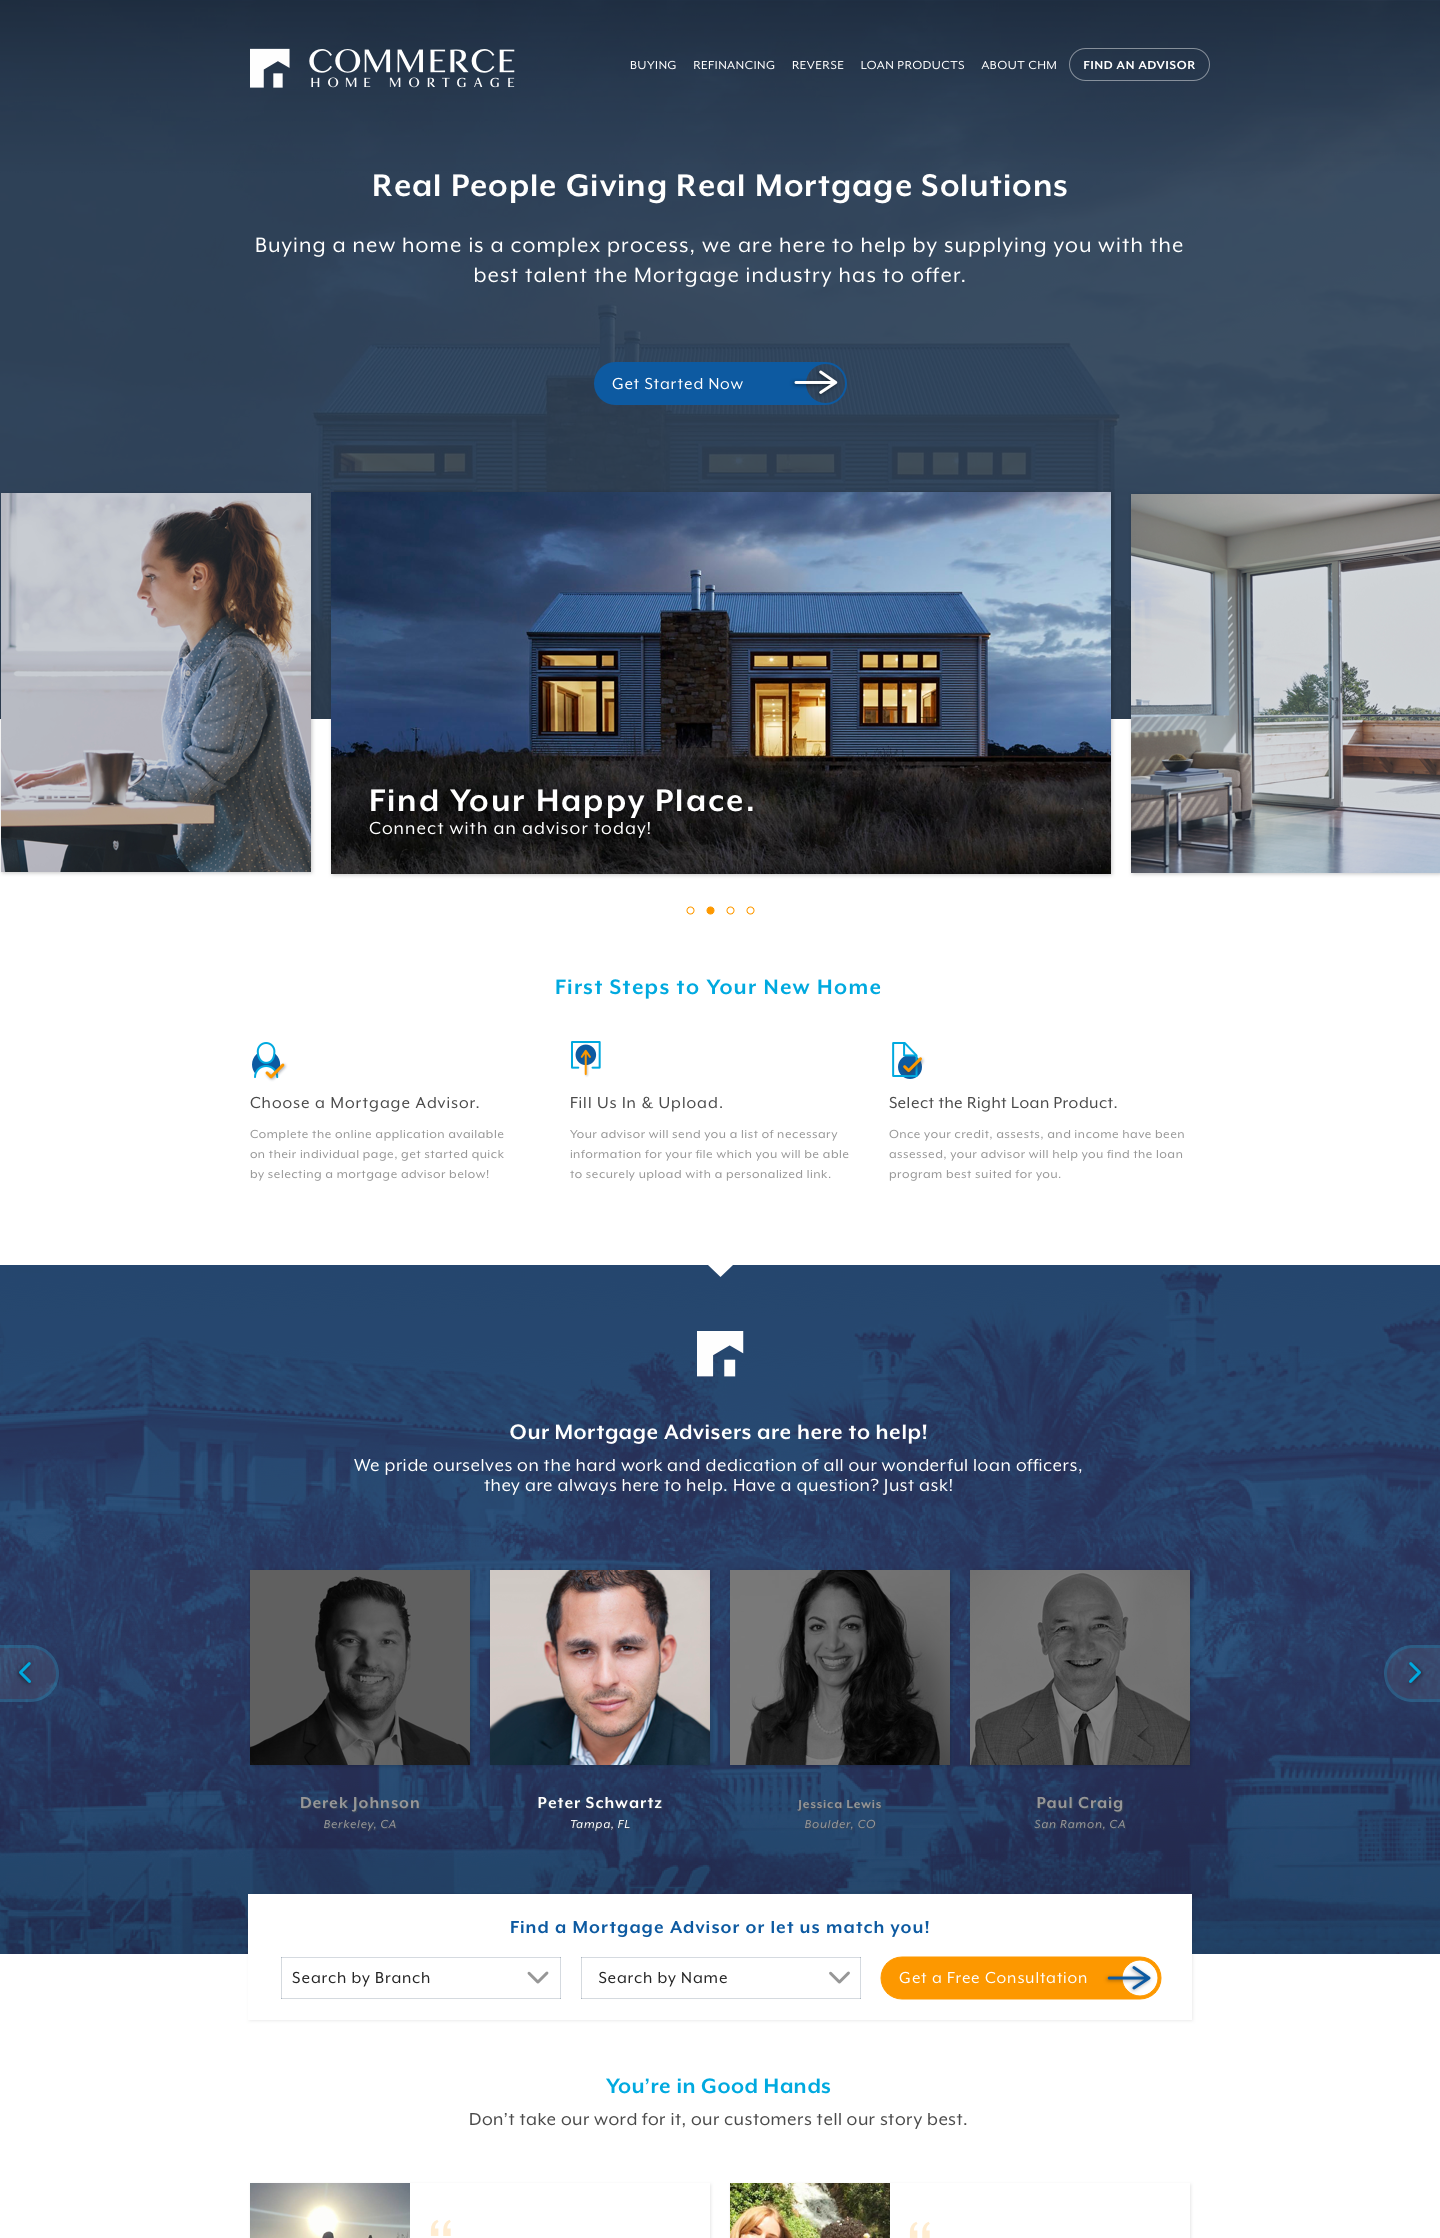 COMMERCE
HOME MORTGAGE
BUYING REFINANCING REVERSE LOAN PRODUCTS ABOUT CHM FIND AN ADVISOR
Real People Giving Real Mortgage Solutions
Buying a new home is a complex process, we are here to help by supplying you with the
best talent the Mortgage industry has to offer.
Get Started Now
Find Your Happy Place.
Connect with an advisor today!
First Steps to Your New Home
Choose a Mortgage Advisor.
Complete the online application available
on their individual page, get started quick
by selecting a mortgage advisor below!
Fill Us In & Upload.
Your advisor will send you a list of necessary
information for your file which you will be able
to securely upload with a personalized link.
Select the Right Loan Product.
Once your credit, assests, and income have been
assessed, your advisor will help you find the loan
program best suited for you.
Our Mortgage Advisers are here to help!
We pride ourselves on the hard work and dedication of all our wonderful loan officers,
they are always here to help. Have a question? Just ask!
Derek Johnson
Berkeley, CA
Peter Schwartz
Tampa, FL
Jessica Lewis
Boulder, CO
Paul Craig
San Ramon, CA
Find a Mortgage Advisor or let us match you!
Search by Branch
Search by Name
Get a Free Consultation
You’re in Good Hands
Don’t take our word for it, our customers tell our story best.
“
“